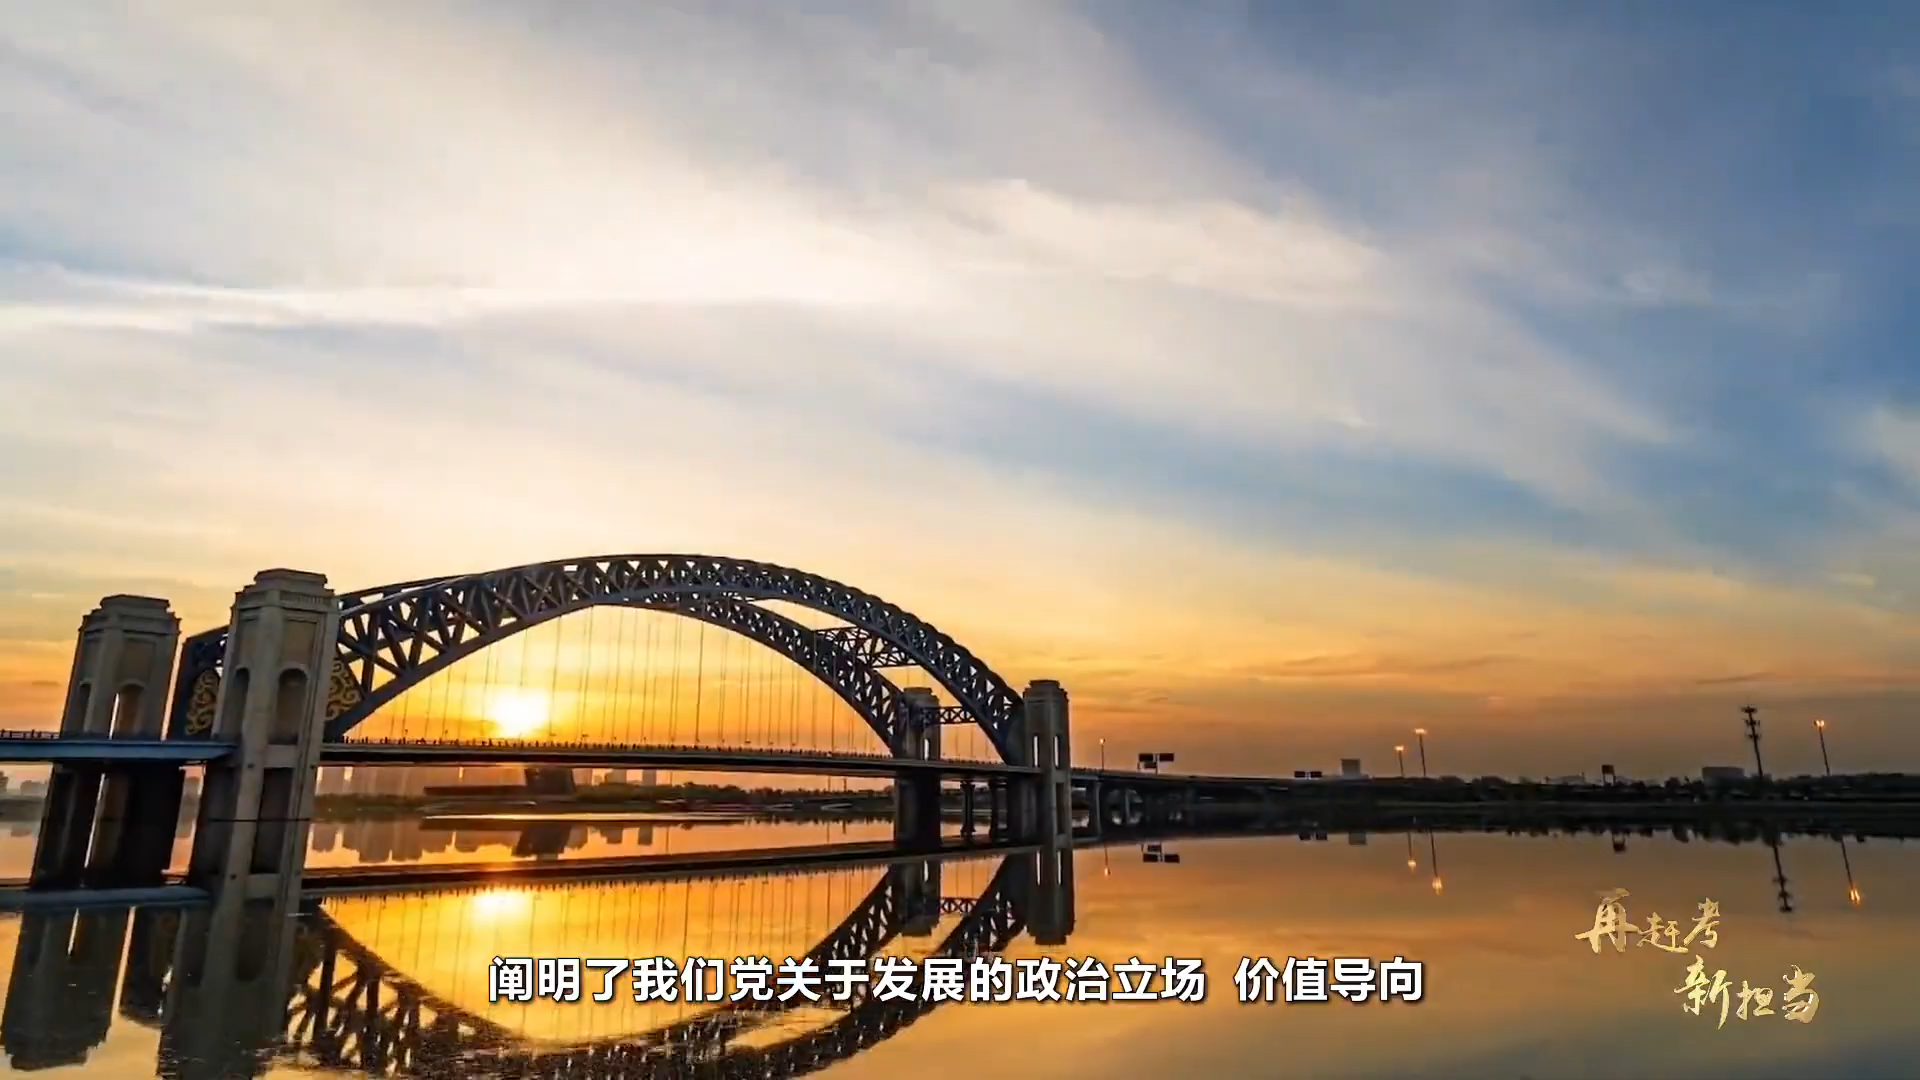 阐明了我们党关于发展的政治立场 价值导向
再赶考
新担当